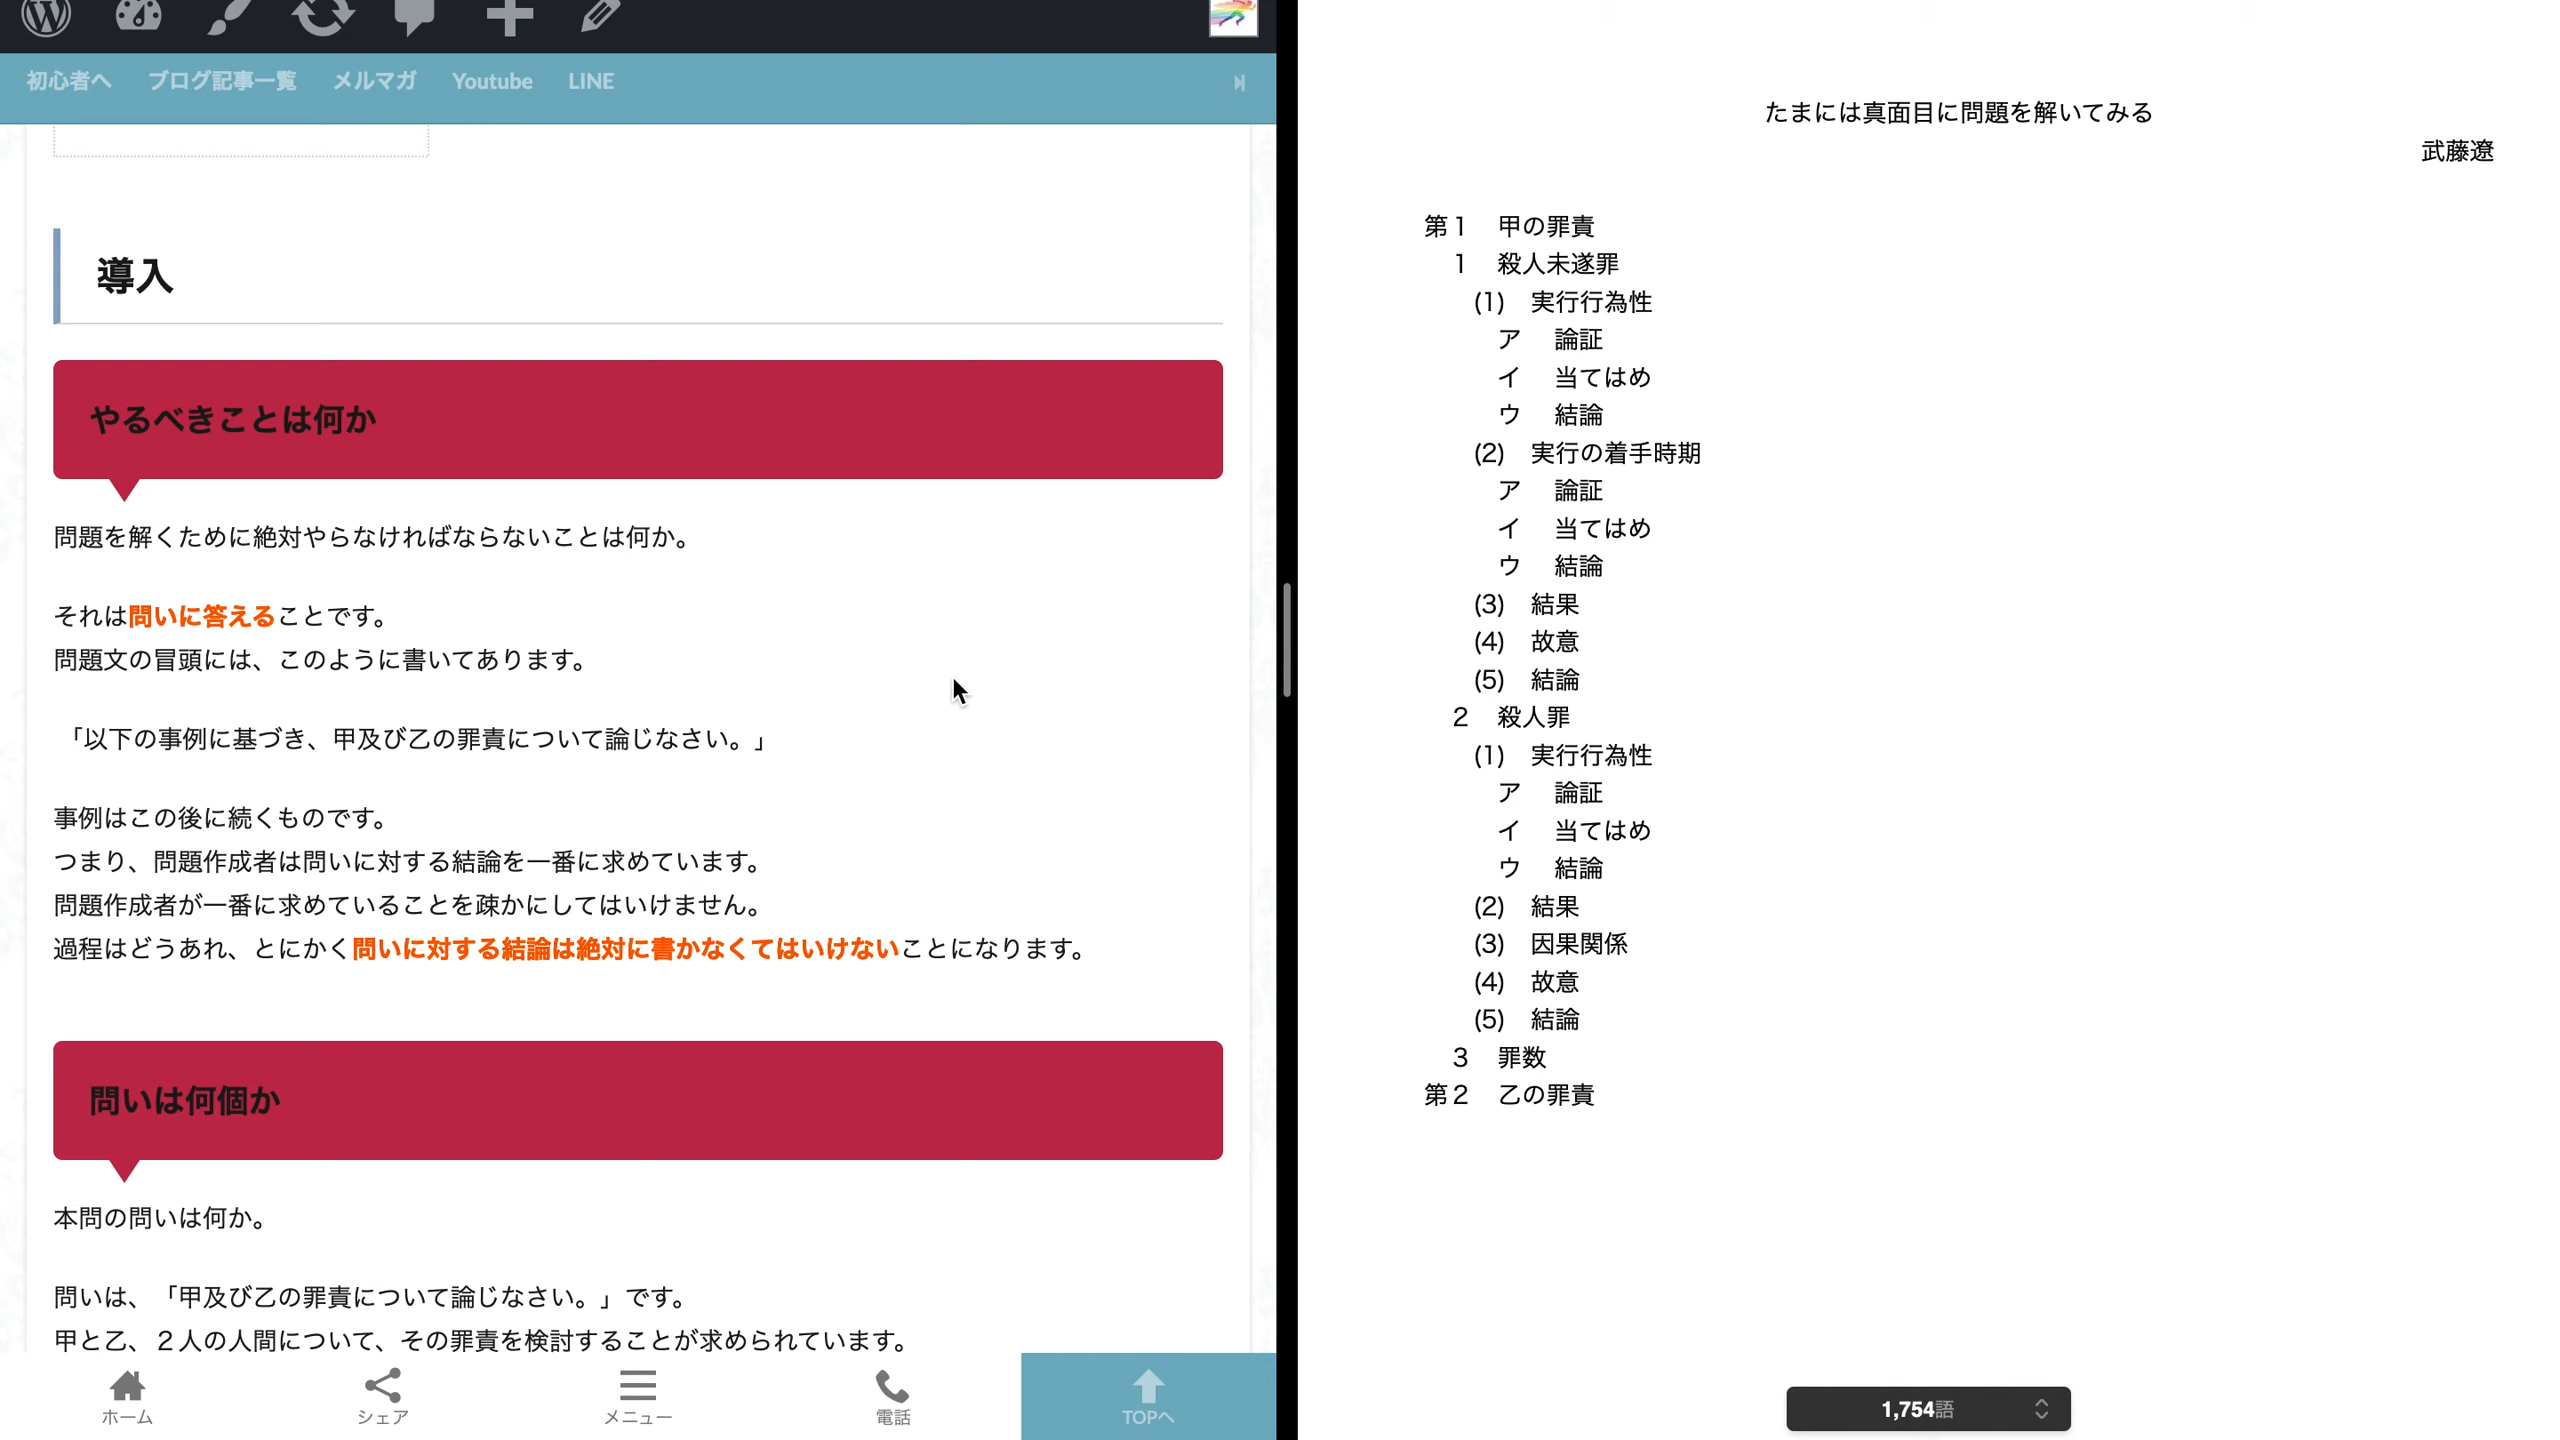 初心者へ ブログ記事一覧 メルマガ Youtube LINE
導入
やるべきことは何か
問題を解くために絶対やらなければならないことは何か。
それは問いに答えることです。
問題文の冒頭には、このように書いてあります。
「以下の事例に基づき、甲及び乙の罪責について論じなさい。」
事例はこの後に続くものです。
つまり、問題作成者は問いに対する結論を一番に求めています。
問題作成者が一番に求めていることを疎かにしてはいけません。
過程はどうあれ、とにかく問いに対する結論は絶対に書かなくてはいけないことになります。
問いは何個か
本問の問いは何か。
問いは、「甲及び乙の罪責について論じなさい。」です。
甲と乙、２人の人間について、その罪責を検討することが求められています。
ホーム シェア メニュー 電話 TOPへ
たまには真面目に問題を解いてみる
武藤遼
第１ 甲の罪責
１ 殺人未遂罪
(1) 実行行為性
ア 論証
イ 当てはめ
ウ 結論
(2) 実行の着手時期
ア 論証
イ 当てはめ
ウ 結論
(3) 結果
(4) 故意
(5) 結論
２ 殺人罪
(1) 実行行為性
ア 論証
イ 当てはめ
ウ 結論
(2) 結果
(3) 因果関係
(4) 故意
(5) 結論
３ 罪数
第２ 乙の罪責
1,754語